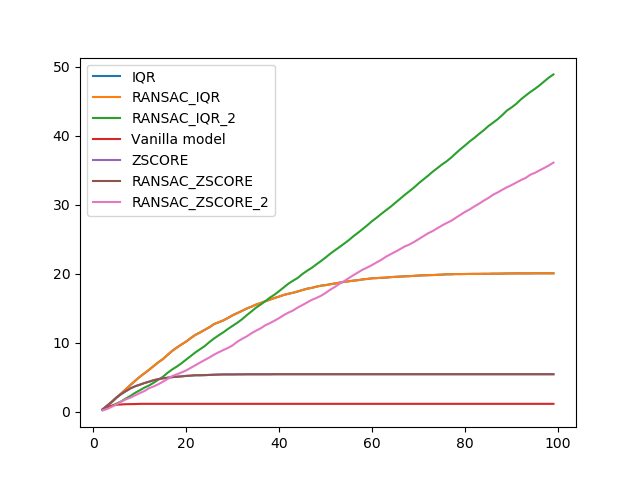 50
40
30
20
10
0
IQR
RANSAC_IQR
RANSAC_IQR_2
Vanilla model
ZSCORE
RANSAC_ZSCORE
RANSAC_ZSCORE_2
0 20 40 60 80 100